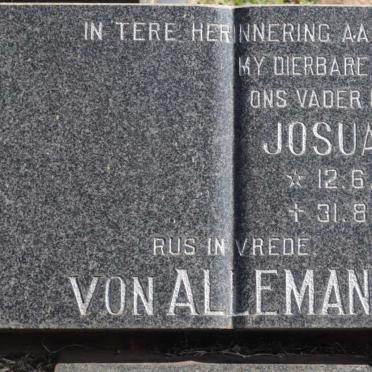 IN TERE HERINNERING AA
MY DIERBARE
ONS VADER
JOSUA
☆ 12.6.
✝ 31.8
RUS IN VREDE
VON ALLEMAN